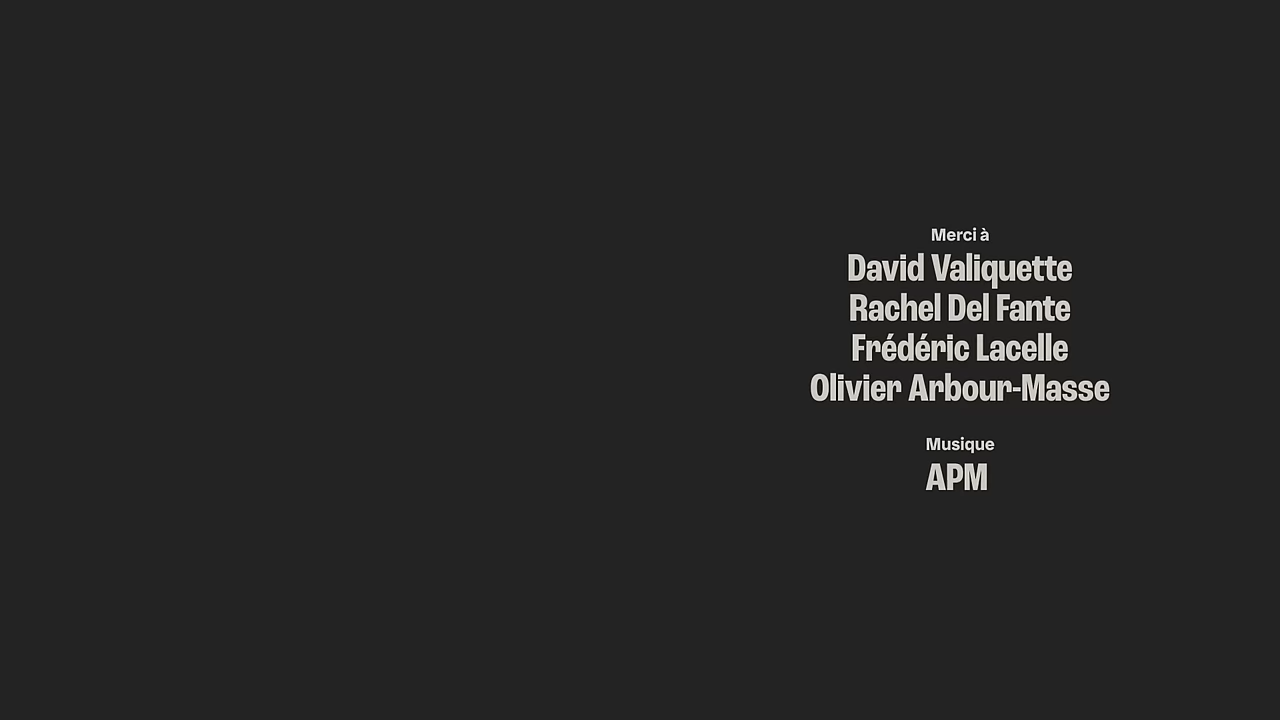 Merci à
David Valiquette
Rachel Del Fante
Frédéric Lacelle
Olivier Arbour-Masse
Musique
APM